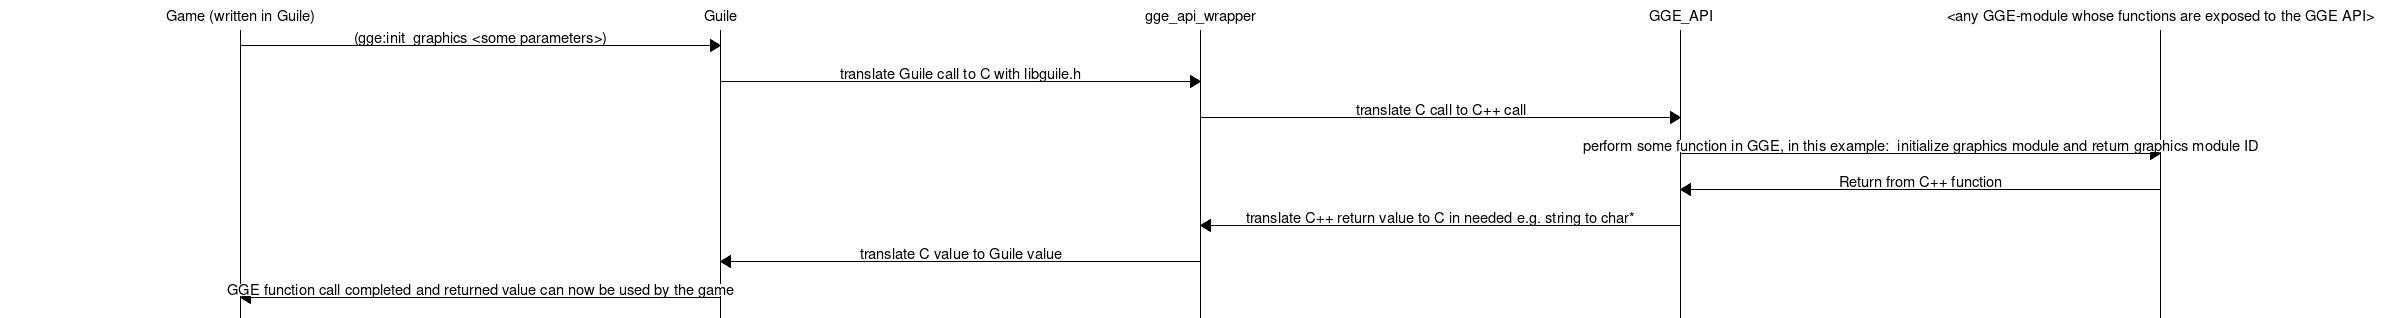 Game (written in Guile) Guile gge_api_wrapper GGE_API <any GGE-module whose functions are exposed to the GGE API>
(gge:init_graphics <some parameters>)
translate Guile call to C with libguile.h
translate C call to C++ call
perform some function in GGE, in this example:  initialize graphics module and return graphics module ID
Return from C++ function
translate C++ return value to C in needed e.g. string to char*
translate C value to Guile value
GGE function call completed and returned value can now be used by the game